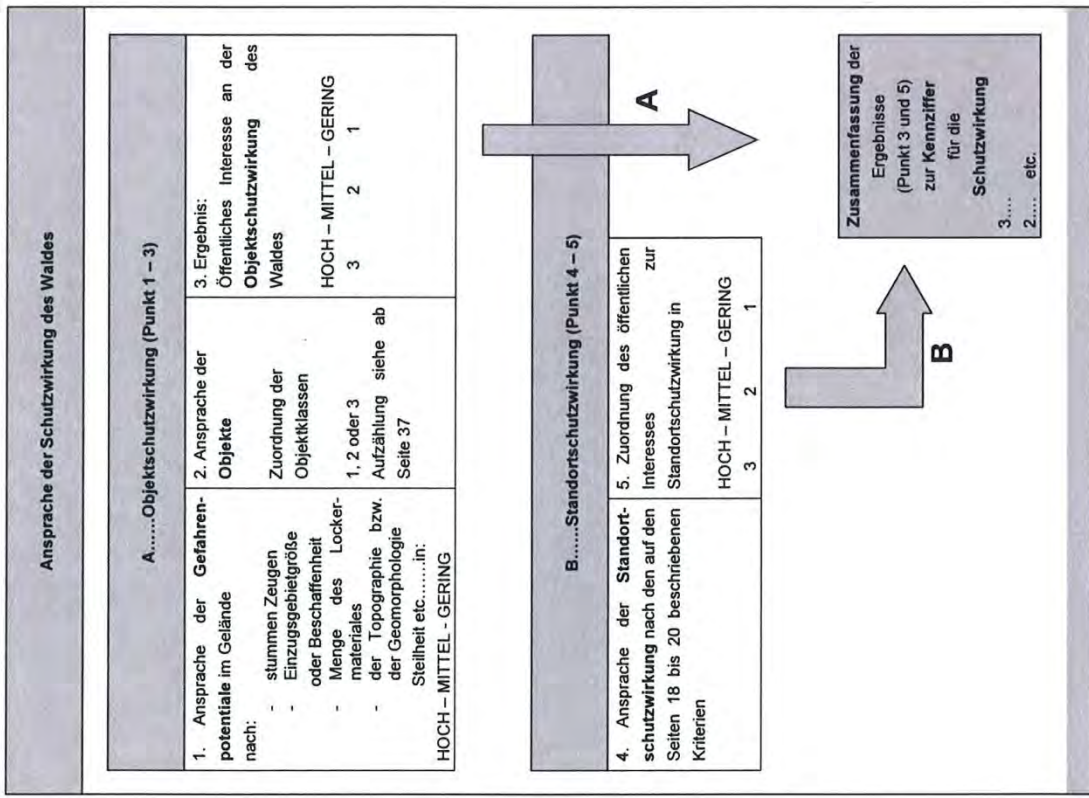 Ansprache der Schutzwirkung des Waldes
A......Objektschutzwirkung (Punkt 1 – 3)
1. Ansprache der Gefahren-
potentiale im Gelände
nach:
- stummen Zeugen
- Einzugsgebietgröße
oder Beschaffenheit
- Menge des Locker-
materiales
- der Topographie bzw.
der Geomorphologie
Steilheit etc.......in:
HOCH – MITTEL - GERING
2. Ansprache der
Objekte
Zuordnung der
Objektklassen
1, 2 oder 3
Aufzählung siehe ab
Seite 37
3. Ergebnis:
Öffentliches Interesse an der
Objektschutzwirkung des
Waldes
HOCH – MITTEL – GERING
3 2 1
B......Standortschutzwirkung (Punkt 4 – 5)
4. Ansprache der Standort-
schutzwirkung nach den auf den
Seiten 18 bis 20 beschriebenen
Kriterien
5. Zuordnung des öffentlichen
Interesses zur
Standortschutzwirkung in
HOCH – MITTEL – GERING
3 2 1
A
B
Zusammenfassung der
Ergebnisse
(Punkt 3 und 5)
zur Kennziffer
für die
Schutzwirkung
3....
2.... etc.